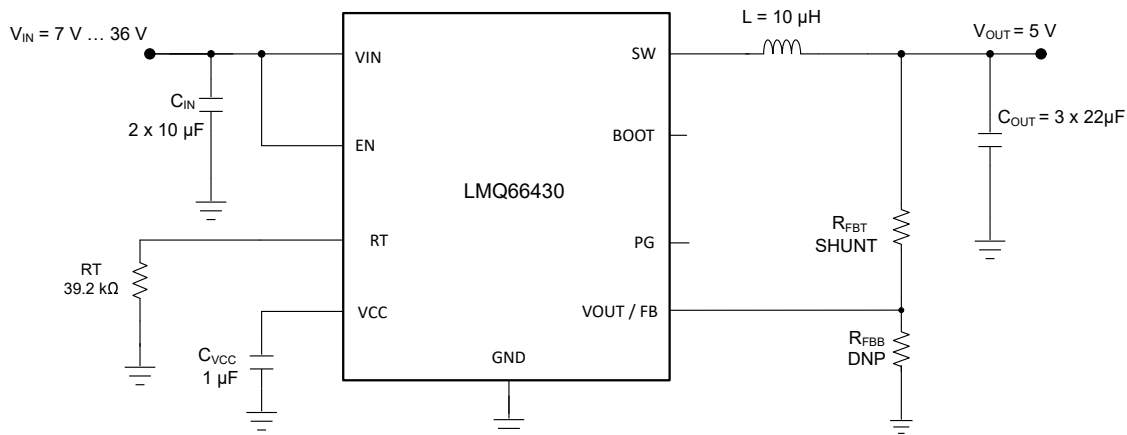 V_IN = 7 V … 36 V
L = 10 µH
V_OUT = 5 V
VIN
SW
C_IN
2 x 10 µF
C_OUT = 3 x 22µF
EN
BOOT
LMQ66430
R_FBT
SHUNT
RT
PG
RT
39.2 kΩ
VCC
VOUT / FB
C_VCC
1 µF
GND
R_FBB
DNP